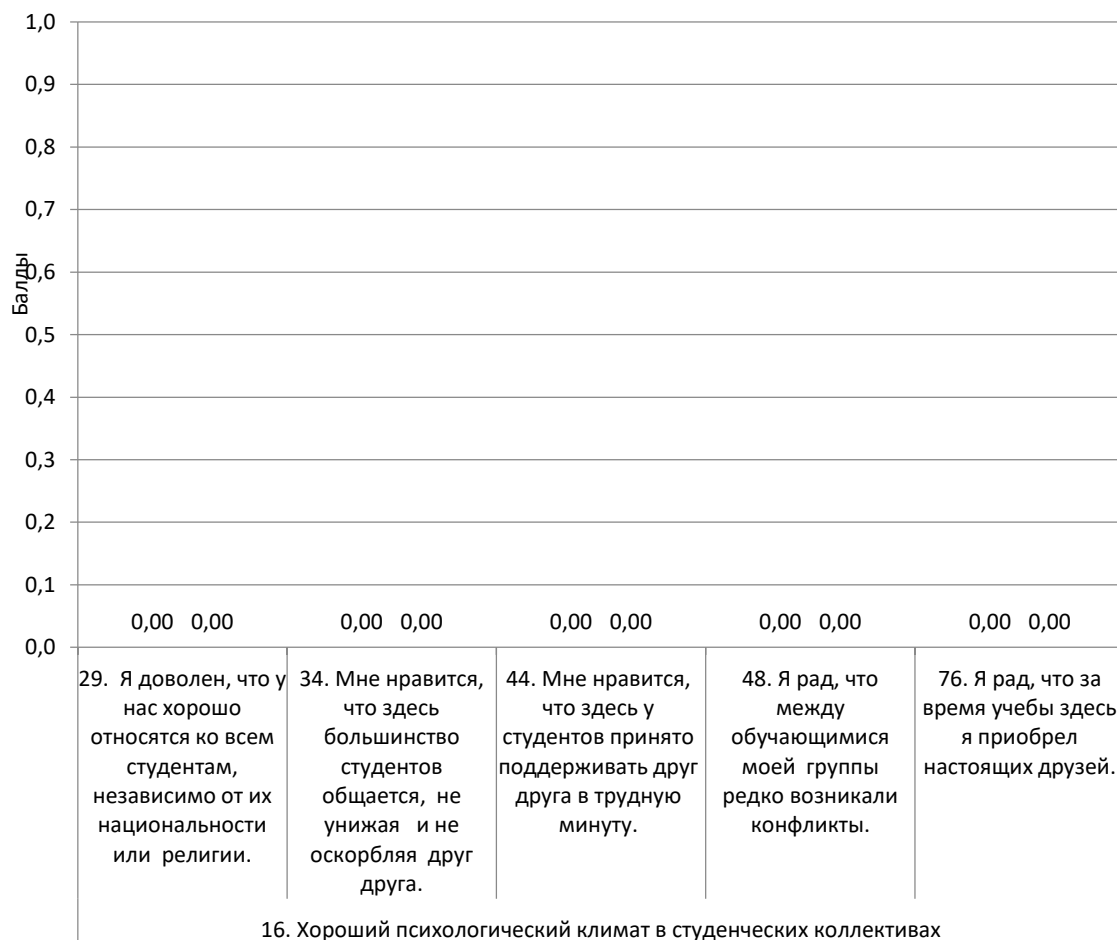 1,0
0,9
0,8
0,7
0,6
0,5
0,4
0,3
0,2
0,1
0,0
Баллы
0,00 0,00
0,00 0,00
0,00 0,00
0,00 0,00
0,00 0,00
29. Я доволен, что у
нас хорошо
относятся ко всем
студентам,
независимо от их
национальности
или религии.
34. Мне нравится,
что здесь
большинство
студентов
общается, не
унижая и не
оскорбляя друг
друга.
44. Мне нравится,
что здесь у
студентов принято
поддерживать друг
друга в трудную
минуту.
48. Я рад, что
между
обучающимися
моей группы
редко возникали
конфликты.
76. Я рад, что за
время учебы здесь
я приобрел
настоящих друзей.
16. Хороший психологический климат в студенческих коллективах